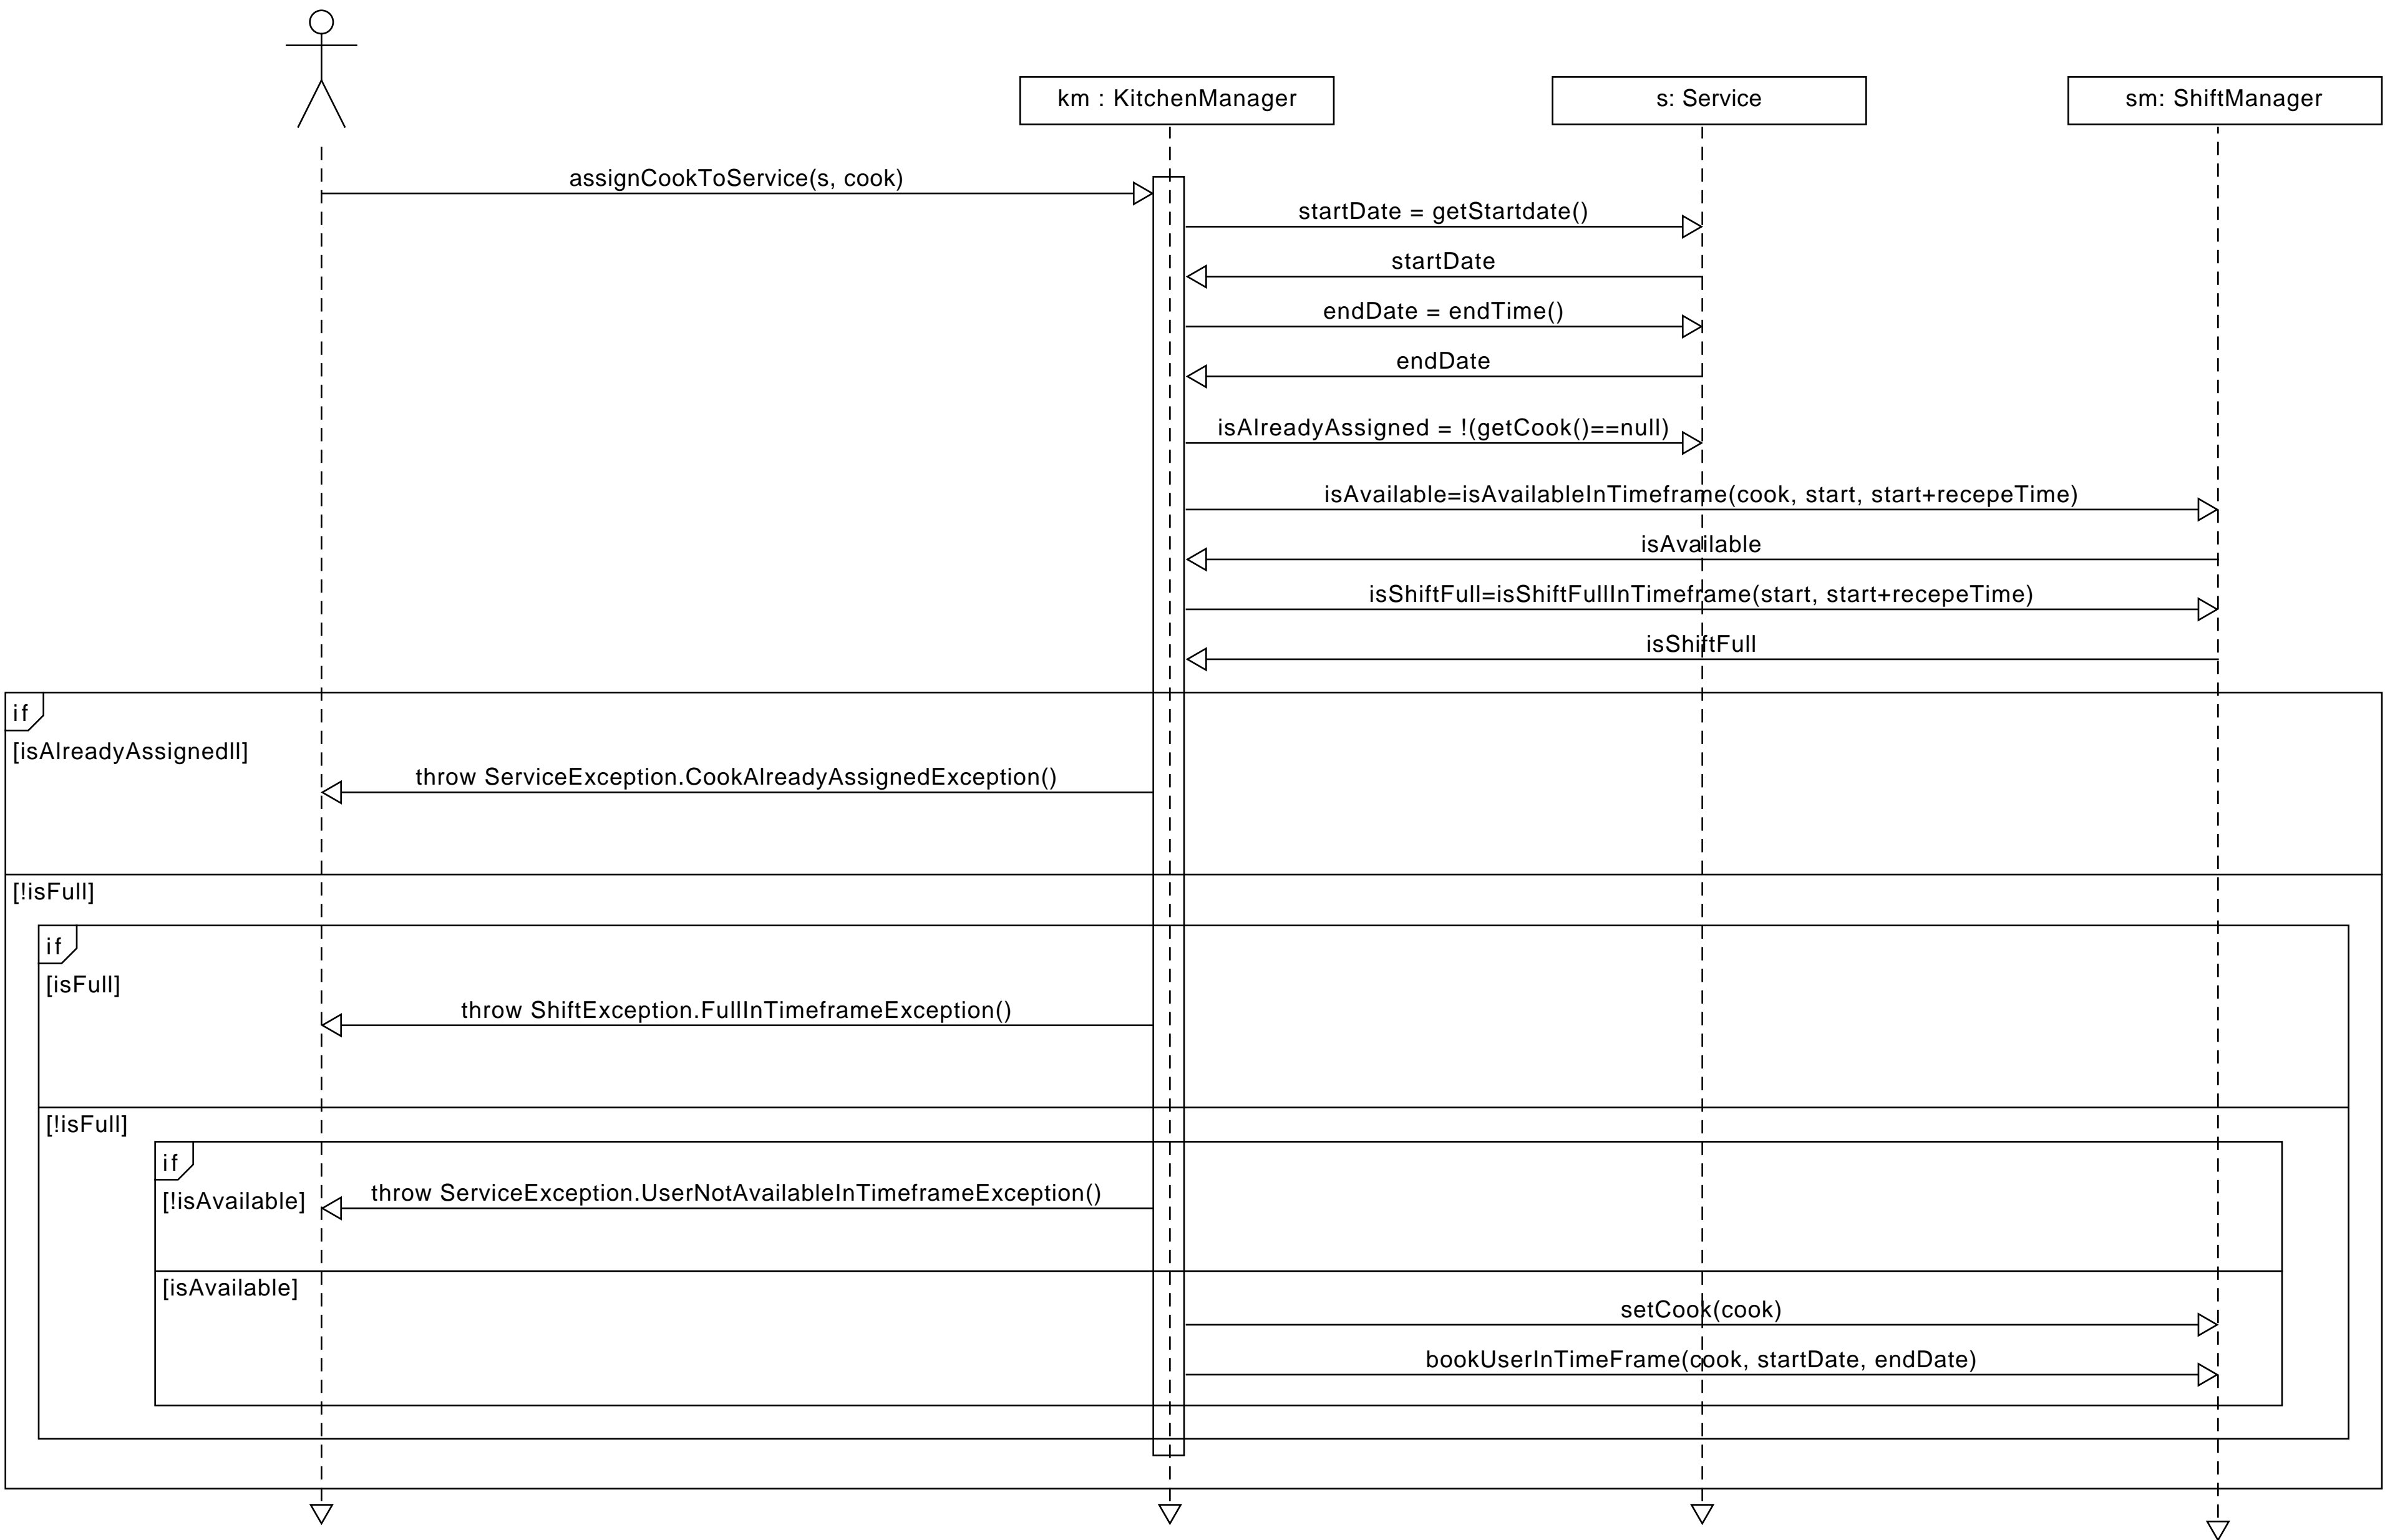 km : KitchenManager
s: Service
sm: ShiftManager
assignCookToService(s, cook)
startDate = getStartdate()
startDate
endDate = endTime()
endDate
isAlreadyAssigned = !(getCook()==null)
isAvailable=isAvailableInTimeframe(cook, start, start+recepeTime)
isAvailable
isShiftFull=isShiftFullInTimeframe(start, start+recepeTime)
isShiftFull
if
[isAlreadyAssignedll]
throw ServiceException.CookAlreadyAssignedException()
[!isFull]
if
[isFull]
throw ShiftException.FullInTimeframeException()
[!isFull]
if
[!isAvailable]
throw ServiceException.UserNotAvailableInTimeframeException()
[isAvailable]
setCook(cook)
bookUserInTimeFrame(cook, startDate, endDate)